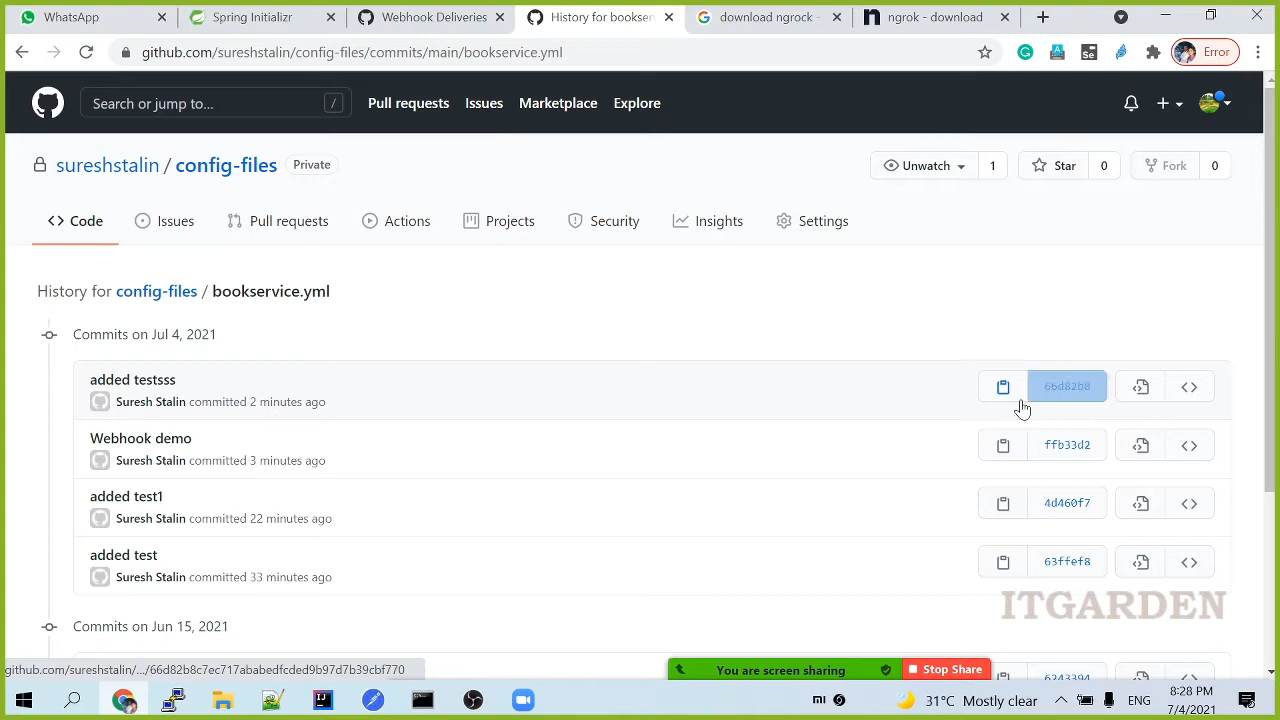 WhatsApp
Spring Initializr
Webhook Deliveries
History for bookser
download ngrock -
ngrok - download
github.com/sureshstalin/config-files/commits/main/bookservice.yml
Se
Error
Search or jump to...
/
Pull requests
Issues
Marketplace
Explore
sureshstalin / config-files
Private
Unwatch
1
Star
0
Fork
0
Code
Issues
Pull requests
Actions
Projects
Security
Insights
Settings
History for config-files / bookservice.yml
Commits on Jul 4, 2021
added testsss
Suresh Stalin committed 2 minutes ago
66d82b8
Webhook demo
Suresh Stalin committed 3 minutes ago
ffb33d2
added test1
Suresh Stalin committed 22 minutes ago
4d460f7
added test
Suresh Stalin committed 33 minutes ago
63ffef8
ITGARDEN
Commits on Jun 15, 2021
github.com/sureshstalin/.../66d82b8c7ec717ababedfcded9b97d7b39cbf770
You are screen sharing
Stop Share
6243394
31°C Mostly clear
ENG
8:28 PM
7/4/2021